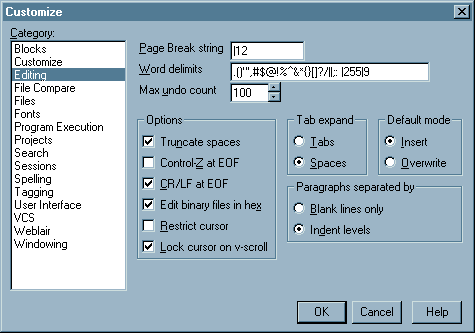 Customize
Category:
Blocks
Customize
Editing
File Compare
Files
Fonts
Program Execution
Projects
Search
Sessions
Spelling
Tagging
User Interface
VCS
Weblair
Windowing
Page Break string
|12
Word delimits
.()'",#$@!%^&*{}[]?/||;: |255|9
Max undo count
100
Options
Truncate spaces
Control-Z at EOF
CR/LF at EOF
Edit binary files in hex
Restrict cursor
Lock cursor on v-scroll
Tab expand
Tabs
Spaces
Default mode
Insert
Overwrite
Paragraphs separated by
Blank lines only
Indent levels
OK
Cancel
Help